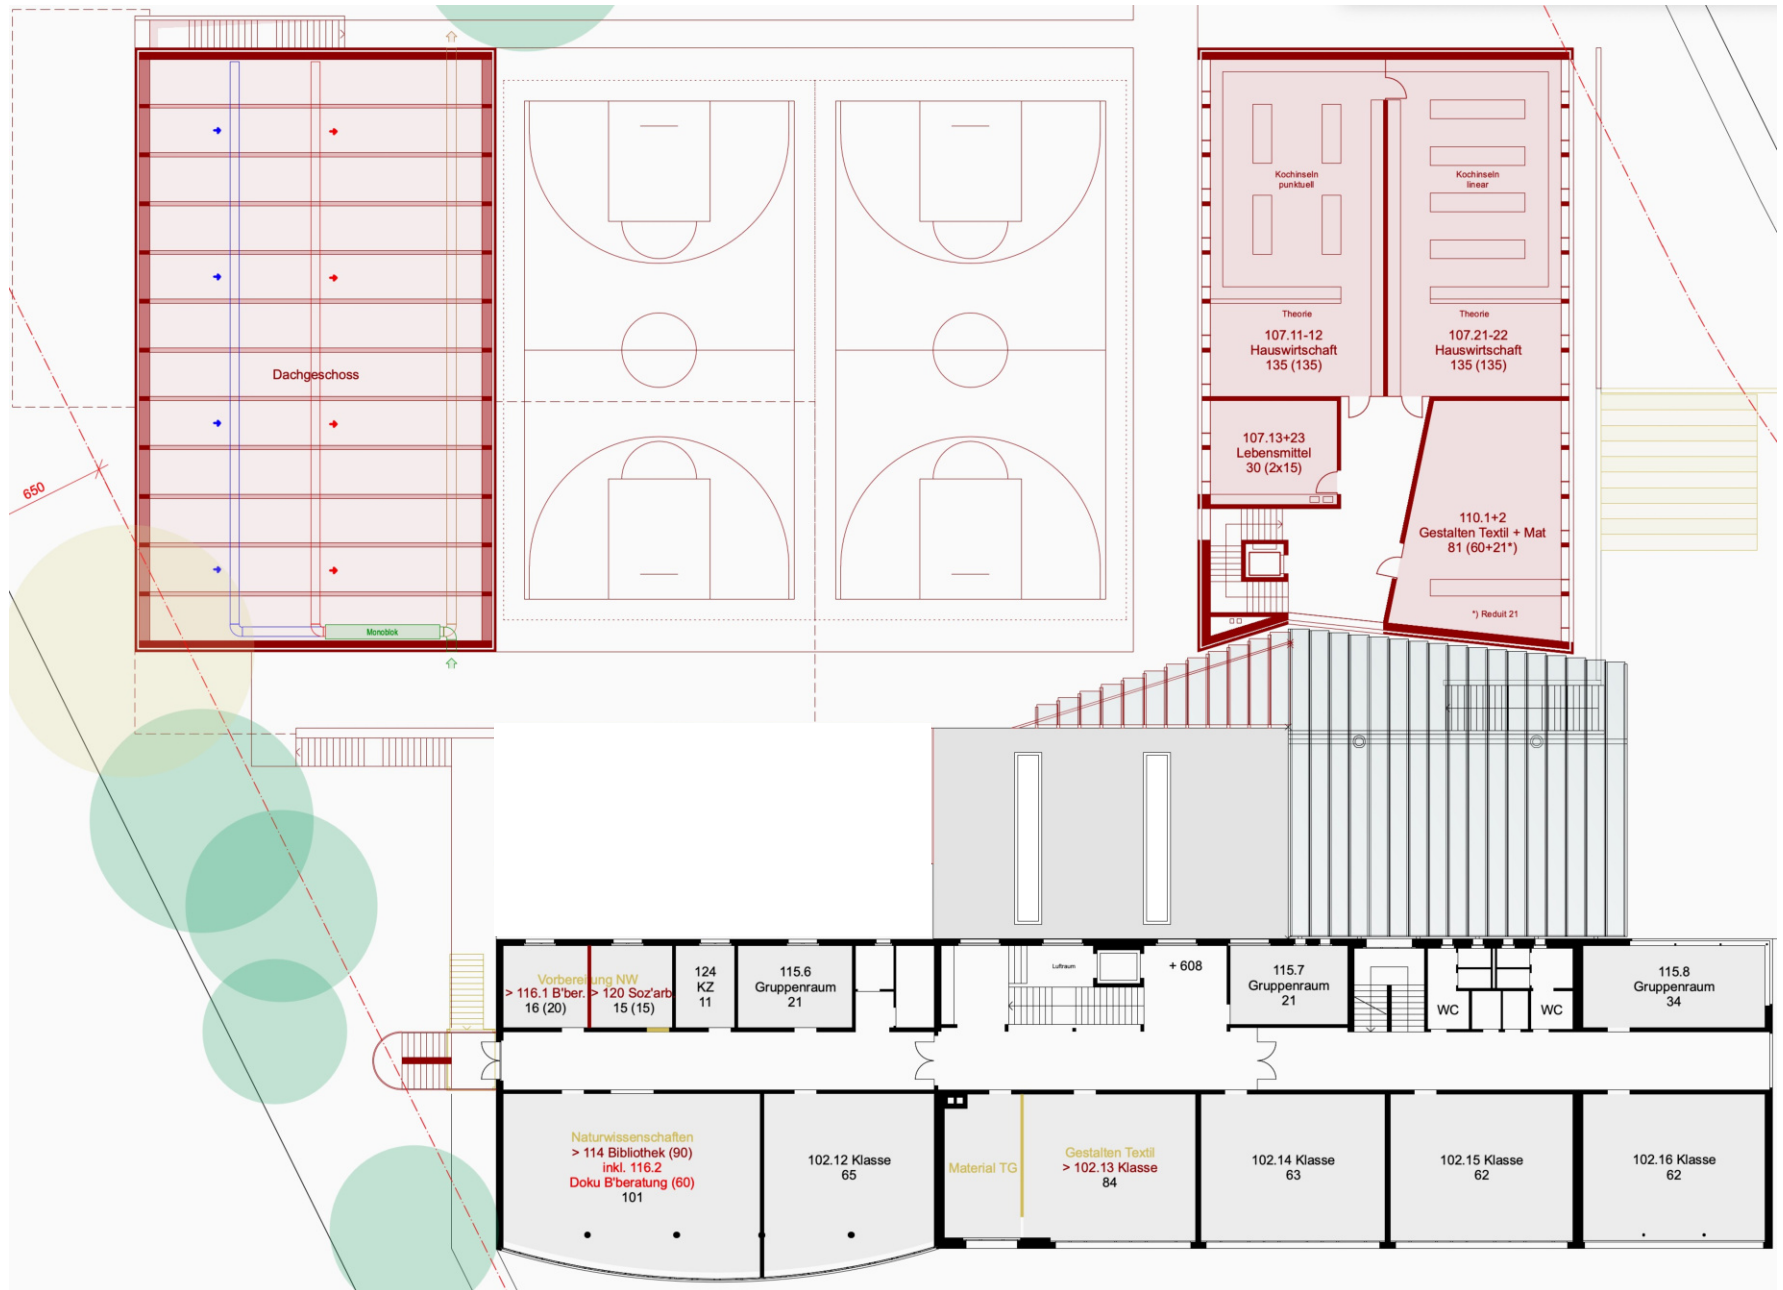 Kochinseln
punktuell
Kochinseln
linear
Theorie
107.11-12
Hauswirtschaft
135 (135)
Theorie
107.21-22
Hauswirtschaft
135 (135)
Dachgeschoss
107.13+23
Lebensmittel
30 (2x15)
650
110.1+2
Gestalten Textil + Mat
81 (60+21*)
*) Reduit 21
Monoblok
Vorbereitung NW
> 116.1 B'ber.
16 (20)
> 120 Soz'arb.
15 (15)
124
KZ
11
115.6
Gruppenraum
21
Luftraum
+ 608
115.7
Gruppenraum
21
WC
WC
115.8
Gruppenraum
34
Naturwissenschaften
> 114 Bibliothek (90)
inkl. 116.2
Doku B'beratung (60)
101
102.12 Klasse
65
Material TG
Gestalten Textil
> 102.13 Klasse
84
102.14 Klasse
63
102.15 Klasse
62
102.16 Klasse
62